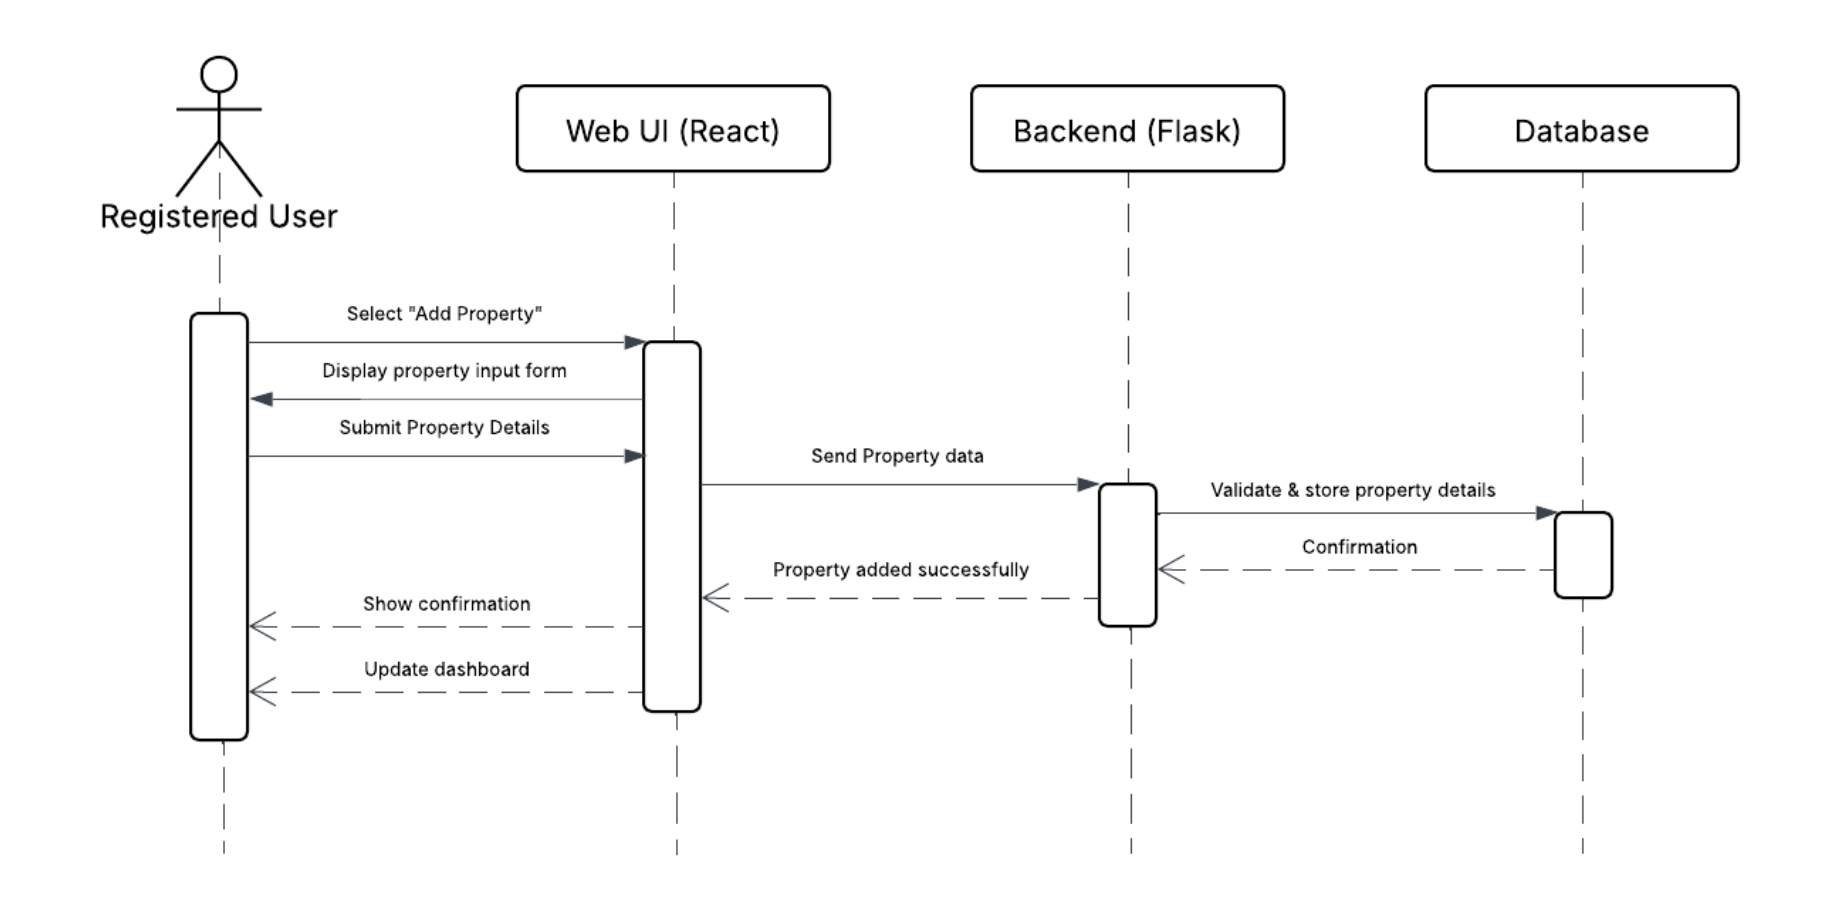 Web UI (React)
Backend (Flask)
Database
Registered User
Select "Add Property"
Display property input form
Submit Property Details
Send Property data
Validate & store property details
Confirmation
Property added successfully
Show confirmation
Update dashboard